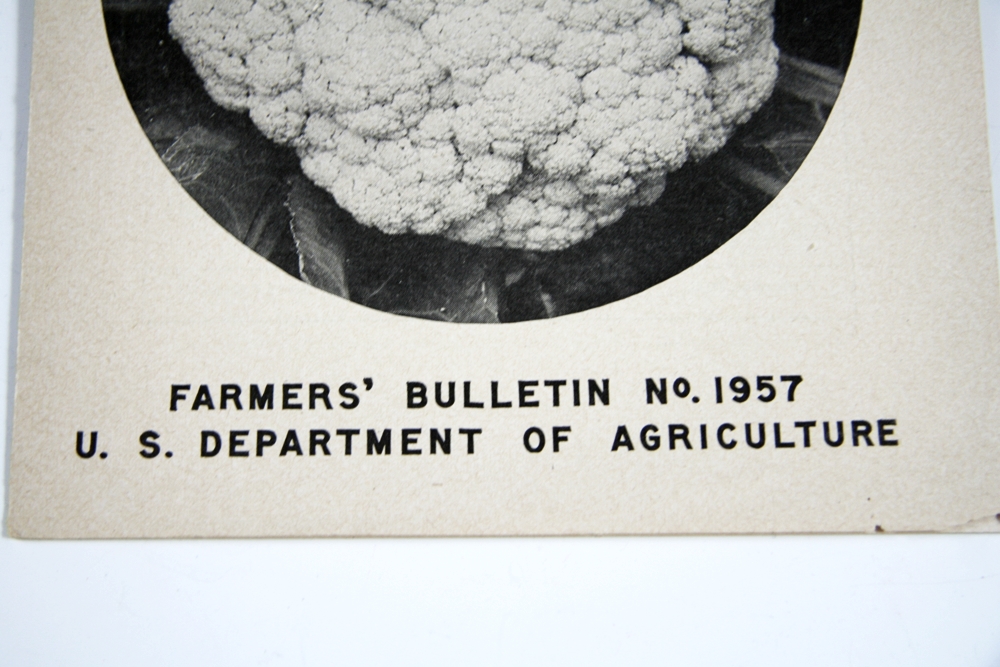 FARMERS' BULLETIN No. 1957
U. S. DEPARTMENT OF AGRICULTURE